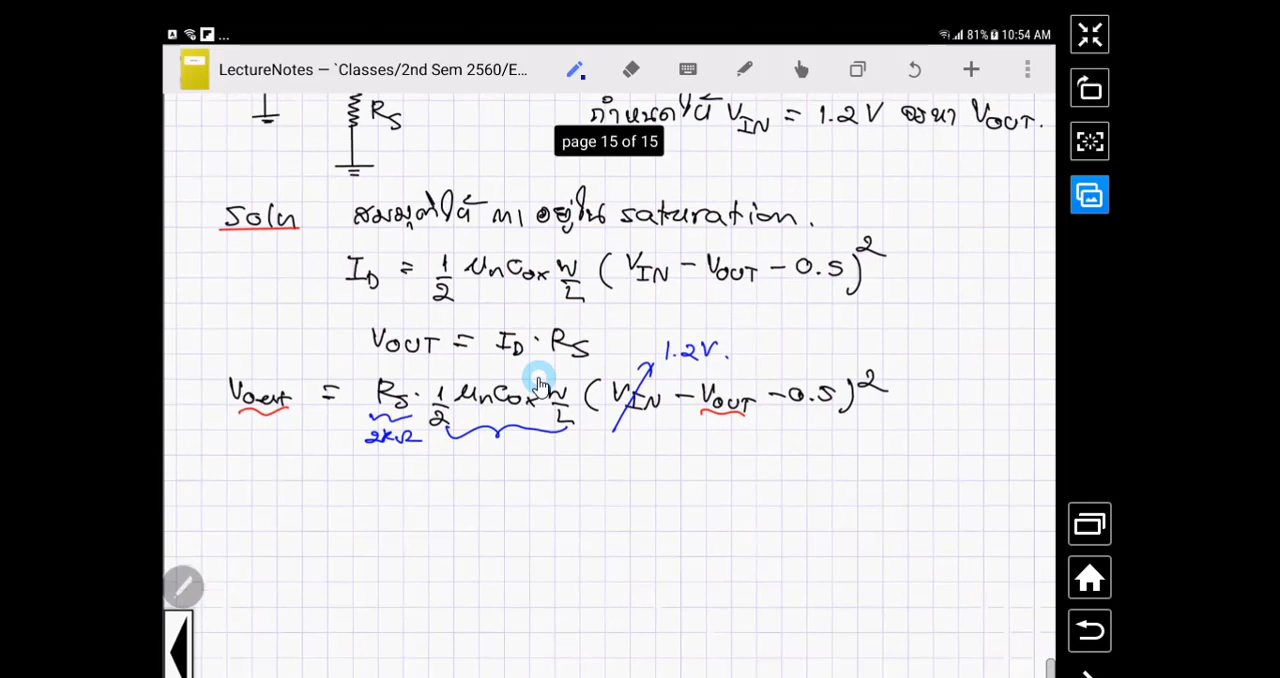 ... 81% 10:54 AM
LectureNotes — `Classes/2nd Sem 2560/E...
R_S
กำหนดให้ V_IN = 1.2 V จงหา V_OUT.
page 15 of 15
Soln สมมุติให้ M1 อยู่ใน saturation.
I_D = 1/2 μnCox W/L (V_IN - V_OUT - 0.5)^2
V_OUT = I_D · R_S
1.2V.
V_out = R_S · 1/2 μnCox W/L (V_IN - V_OUT - 0.5)^2
2kΩ